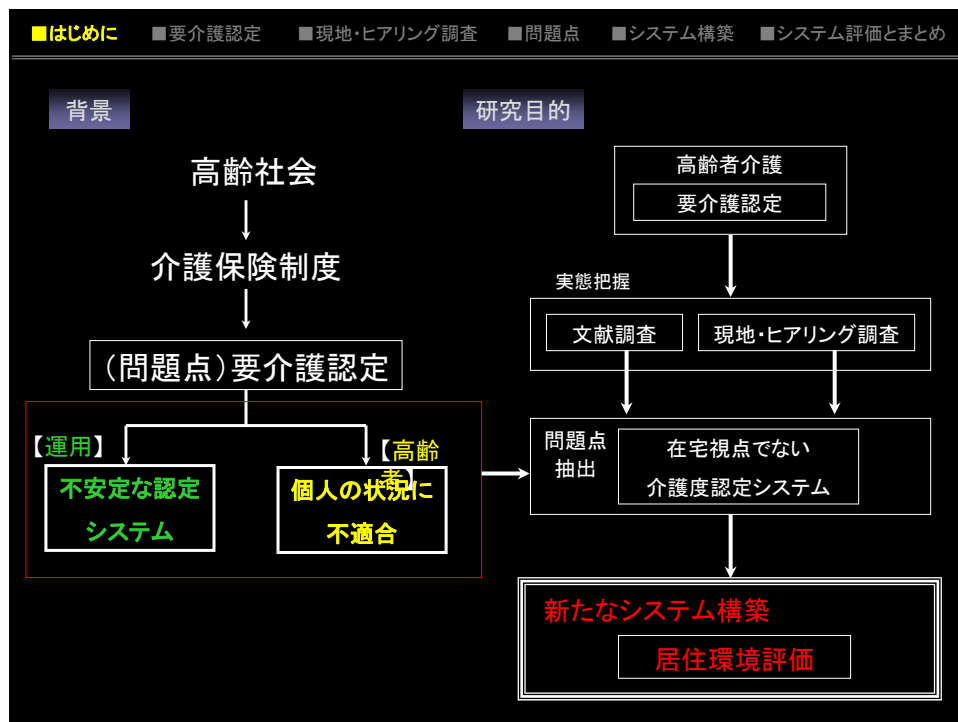 ■はじめに ■要介護認定 ■現地・ヒアリング調査 ■問題点 ■システム構築 ■システム評価とまとめ
背景
高齢社会
介護保険制度
（問題点）要介護認定
【運用】
不安定な認定
システム
【高齢
者】
個人の状況に
不適合
研究目的
高齢者介護
要介護認定
実態把握
文献調査
現地・ヒアリング調査
問題点
抽出
在宅視点でない
介護度認定システム
新たなシステム構築
居住環境評価